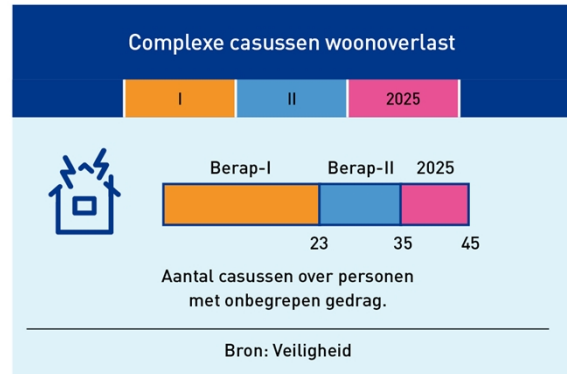 Complexe casussen woonoverlast
I II 2025
Berap-I Berap-II 2025
23 35 45
Aantal casussen over personen
met onbegrepen gedrag.
Bron: Veiligheid